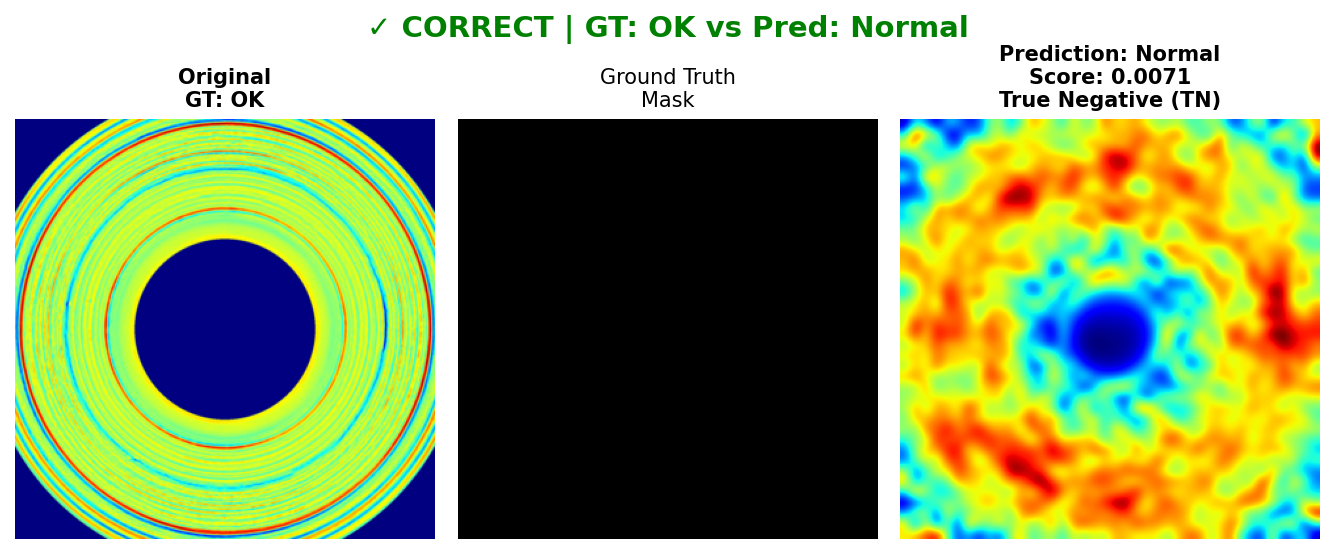 ✓ CORRECT | GT: OK vs Pred: Normal
Original
GT: OK
Ground Truth
Mask
Prediction: Normal
Score: 0.0071
True Negative (TN)